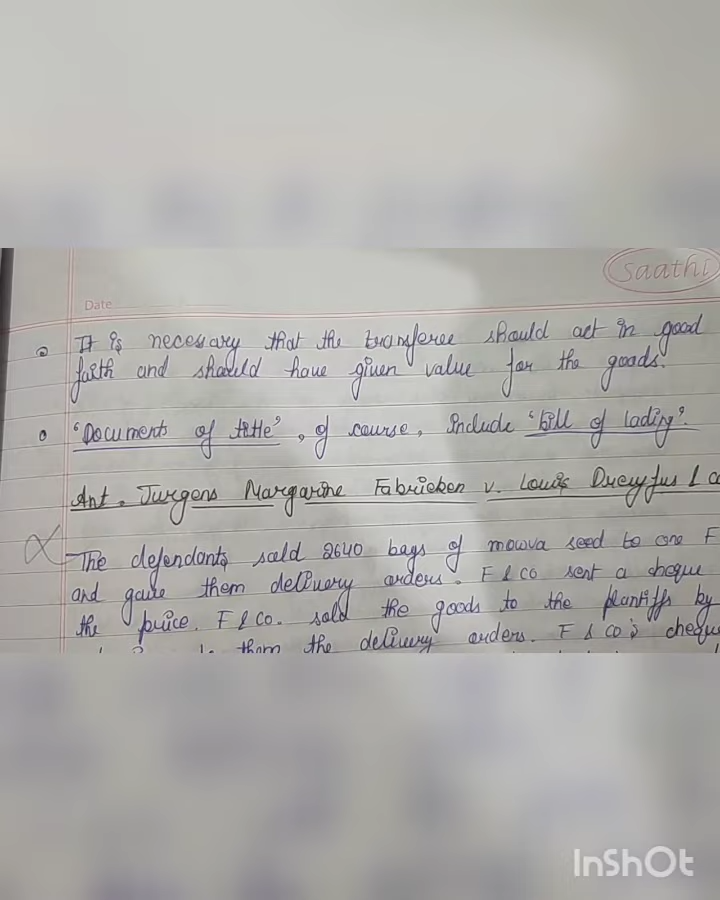 Saathi
Date
It is necessary that the transferee should act in good
faith and should have given value for the goods.
"Documents of title", of course, include "bill of lading".
Ant. Jurgens Margarine Fabrieken v. Louis Dreyfus & co
The defendants sold 2640 bags of mowva seed to one F
and gave them delivery orders. F & CO sent a cheque
the price. F & Co. sold the goods to the plantiffs by
them the delivery orders. F & CO's cheque
InShOt